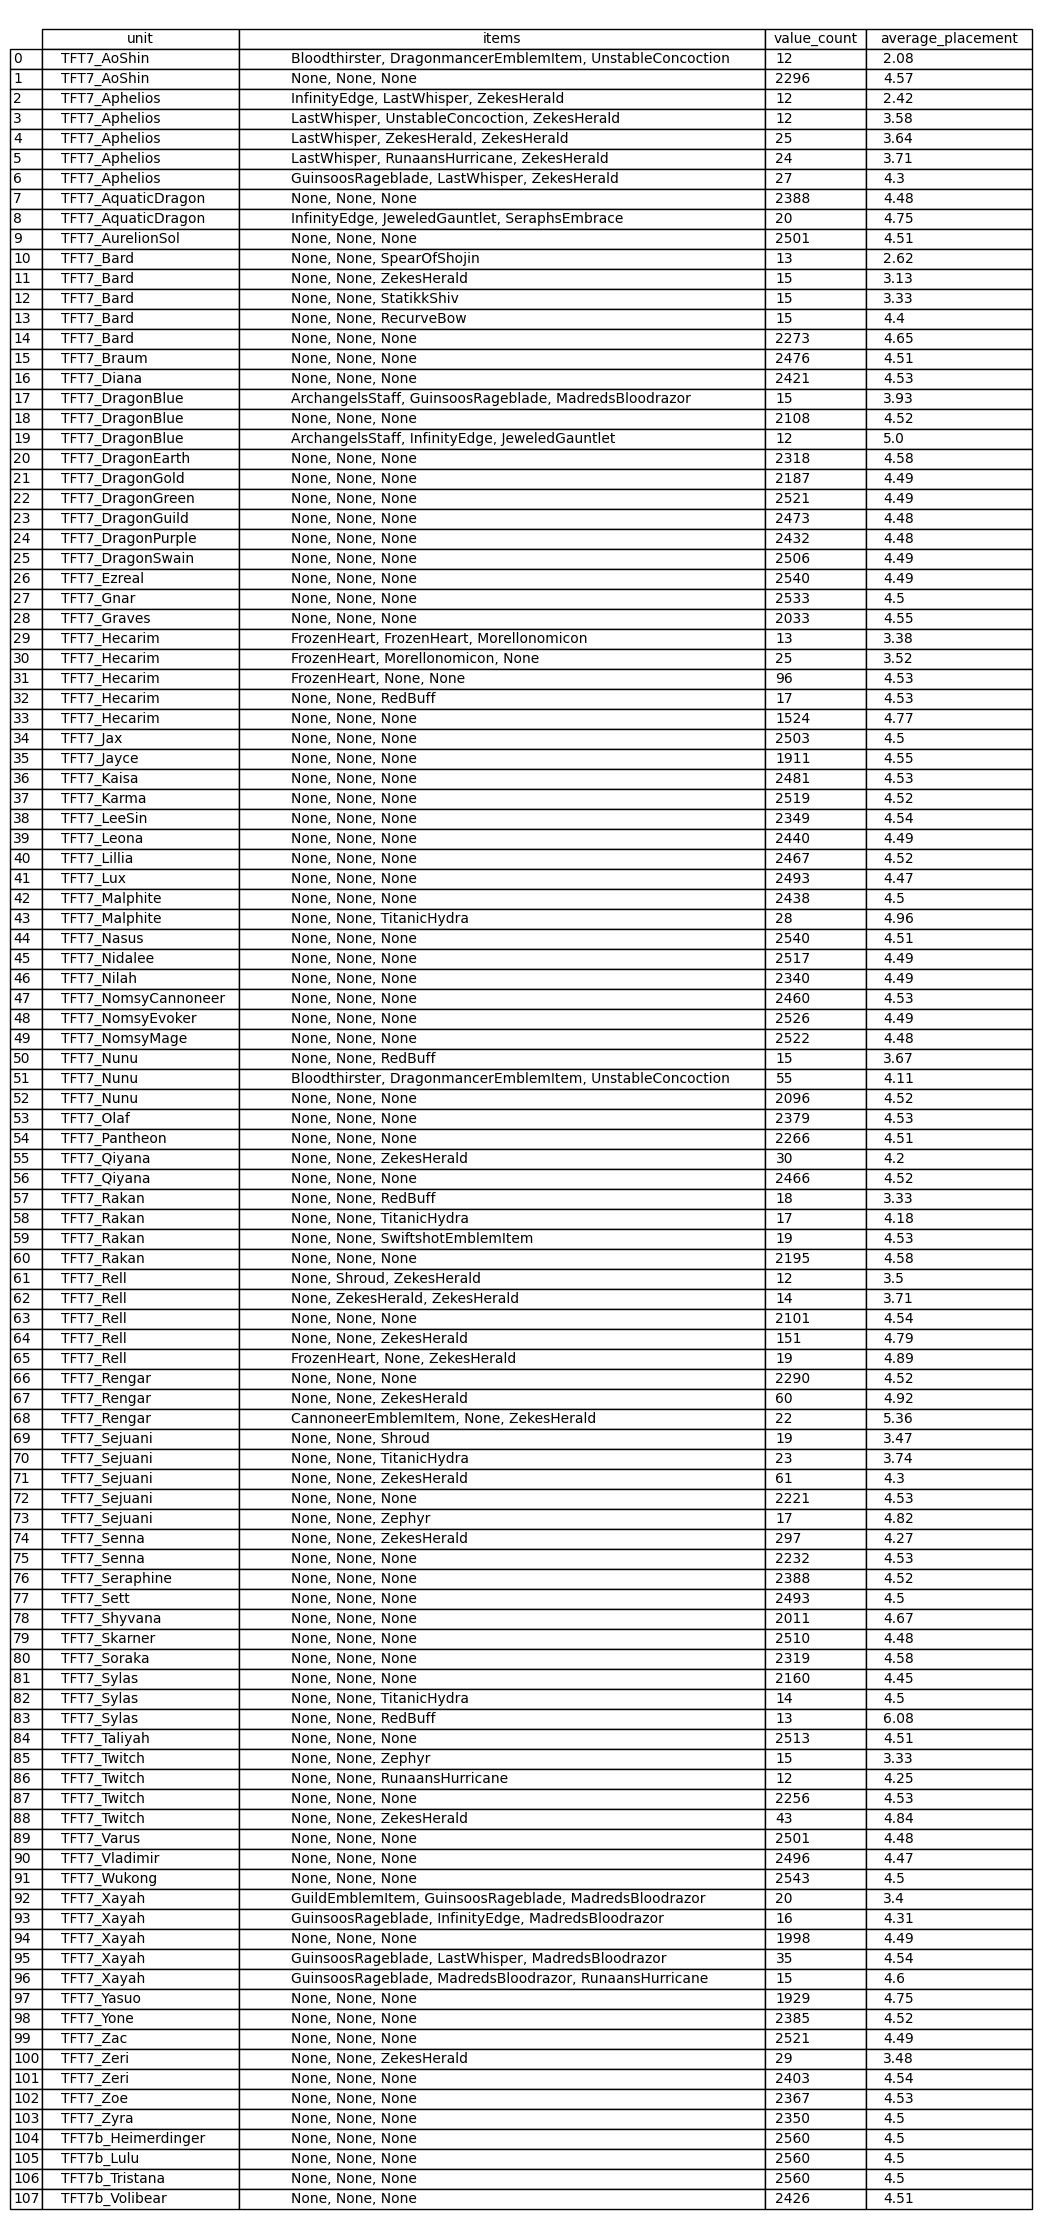 unit items value_count average_placement
0 TFT7_AoShin Bloodthirster, DragonmancerEmblemItem, UnstableConcoction 12 2.08
1 TFT7_AoShin None, None, None 2296 4.57
2 TFT7_Aphelios InfinityEdge, LastWhisper, ZekesHerald 12 2.42
3 TFT7_Aphelios LastWhisper, UnstableConcoction, ZekesHerald 12 3.58
4 TFT7_Aphelios LastWhisper, ZekesHerald, ZekesHerald 25 3.64
5 TFT7_Aphelios LastWhisper, RunaansHurricane, ZekesHerald 24 3.71
6 TFT7_Aphelios GuinsoosRageblade, LastWhisper, ZekesHerald 27 4.3
7 TFT7_AquaticDragon None, None, None 2388 4.48
8 TFT7_AquaticDragon InfinityEdge, JeweledGauntlet, SeraphsEmbrace 20 4.75
9 TFT7_AurelionSol None, None, None 2501 4.51
10 TFT7_Bard None, None, SpearOfShojin 13 2.62
11 TFT7_Bard None, None, ZekesHerald 15 3.13
12 TFT7_Bard None, None, StatikkShiv 15 3.33
13 TFT7_Bard None, None, RecurveBow 15 4.4
14 TFT7_Bard None, None, None 2273 4.65
15 TFT7_Braum None, None, None 2476 4.51
16 TFT7_Diana None, None, None 2421 4.53
17 TFT7_DragonBlue ArchangelsStaff, GuinsoosRageblade, MadredsBloodrazor 15 3.93
18 TFT7_DragonBlue None, None, None 2108 4.52
19 TFT7_DragonBlue ArchangelsStaff, InfinityEdge, JeweledGauntlet 12 5.0
20 TFT7_DragonEarth None, None, None 2318 4.58
21 TFT7_DragonGold None, None, None 2187 4.49
22 TFT7_DragonGreen None, None, None 2521 4.49
23 TFT7_DragonGuild None, None, None 2473 4.48
24 TFT7_DragonPurple None, None, None 2432 4.48
25 TFT7_DragonSwain None, None, None 2506 4.49
26 TFT7_Ezreal None, None, None 2540 4.49
27 TFT7_Gnar None, None, None 2533 4.5
28 TFT7_Graves None, None, None 2033 4.55
29 TFT7_Hecarim FrozenHeart, FrozenHeart, Morellonomicon 13 3.38
30 TFT7_Hecarim FrozenHeart, Morellonomicon, None 25 3.52
31 TFT7_Hecarim FrozenHeart, None, None 96 4.53
32 TFT7_Hecarim None, None, RedBuff 17 4.53
33 TFT7_Hecarim None, None, None 1524 4.77
34 TFT7_Jax None, None, None 2503 4.5
35 TFT7_Jayce None, None, None 1911 4.55
36 TFT7_Kaisa None, None, None 2481 4.53
37 TFT7_Karma None, None, None 2519 4.52
38 TFT7_LeeSin None, None, None 2349 4.54
39 TFT7_Leona None, None, None 2440 4.49
40 TFT7_Lillia None, None, None 2467 4.52
41 TFT7_Lux None, None, None 2493 4.47
42 TFT7_Malphite None, None, None 2438 4.5
43 TFT7_Malphite None, None, TitanicHydra 28 4.96
44 TFT7_Nasus None, None, None 2540 4.51
45 TFT7_Nidalee None, None, None 2517 4.49
46 TFT7_Nilah None, None, None 2340 4.49
47 TFT7_NomsyCannoneer None, None, None 2460 4.53
48 TFT7_NomsyEvoker None, None, None 2526 4.49
49 TFT7_NomsyMage None, None, None 2522 4.48
50 TFT7_Nunu None, None, RedBuff 15 3.67
51 TFT7_Nunu Bloodthirster, DragonmancerEmblemItem, UnstableConcoction 55 4.11
52 TFT7_Nunu None, None, None 2096 4.52
53 TFT7_Olaf None, None, None 2379 4.53
54 TFT7_Pantheon None, None, None 2266 4.51
55 TFT7_Qiyana None, None, ZekesHerald 30 4.2
56 TFT7_Qiyana None, None, None 2466 4.52
57 TFT7_Rakan None, None, RedBuff 18 3.33
58 TFT7_Rakan None, None, TitanicHydra 17 4.18
59 TFT7_Rakan None, None, SwiftshotEmblemItem 19 4.53
60 TFT7_Rakan None, None, None 2195 4.58
61 TFT7_Rell None, Shroud, ZekesHerald 12 3.5
62 TFT7_Rell None, ZekesHerald, ZekesHerald 14 3.71
63 TFT7_Rell None, None, None 2101 4.54
64 TFT7_Rell None, None, ZekesHerald 151 4.79
65 TFT7_Rell FrozenHeart, None, ZekesHerald 19 4.89
66 TFT7_Rengar None, None, None 2290 4.52
67 TFT7_Rengar None, None, ZekesHerald 60 4.92
68 TFT7_Rengar CannoneerEmblemItem, None, ZekesHerald 22 5.36
69 TFT7_Sejuani None, None, Shroud 19 3.47
70 TFT7_Sejuani None, None, TitanicHydra 23 3.74
71 TFT7_Sejuani None, None, ZekesHerald 61 4.3
72 TFT7_Sejuani None, None, None 2221 4.53
73 TFT7_Sejuani None, None, Zephyr 17 4.82
74 TFT7_Senna None, None, ZekesHerald 297 4.27
75 TFT7_Senna None, None, None 2232 4.53
76 TFT7_Seraphine None, None, None 2388 4.52
77 TFT7_Sett None, None, None 2493 4.5
78 TFT7_Shyvana None, None, None 2011 4.67
79 TFT7_Skarner None, None, None 2510 4.48
80 TFT7_Soraka None, None, None 2319 4.58
81 TFT7_Sylas None, None, None 2160 4.45
82 TFT7_Sylas None, None, TitanicHydra 14 4.5
83 TFT7_Sylas None, None, RedBuff 13 6.08
84 TFT7_Taliyah None, None, None 2513 4.51
85 TFT7_Twitch None, None, Zephyr 15 3.33
86 TFT7_Twitch None, None, RunaansHurricane 12 4.25
87 TFT7_Twitch None, None, None 2256 4.53
88 TFT7_Twitch None, None, ZekesHerald 43 4.84
89 TFT7_Varus None, None, None 2501 4.48
90 TFT7_Vladimir None, None, None 2496 4.47
91 TFT7_Wukong None, None, None 2543 4.5
92 TFT7_Xayah GuildEmblemItem, GuinsoosRageblade, MadredsBloodrazor 20 3.4
93 TFT7_Xayah GuinsoosRageblade, InfinityEdge, MadredsBloodrazor 16 4.31
94 TFT7_Xayah None, None, None 1998 4.49
95 TFT7_Xayah GuinsoosRageblade, LastWhisper, MadredsBloodrazor 35 4.54
96 TFT7_Xayah GuinsoosRageblade, MadredsBloodrazor, RunaansHurricane 15 4.6
97 TFT7_Yasuo None, None, None 1929 4.75
98 TFT7_Yone None, None, None 2385 4.52
99 TFT7_Zac None, None, None 2521 4.49
100 TFT7_Zeri None, None, ZekesHerald 29 3.48
101 TFT7_Zeri None, None, None 2403 4.54
102 TFT7_Zoe None, None, None 2367 4.53
103 TFT7_Zyra None, None, None 2350 4.5
104 TFT7b_Heimerdinger None, None, None 2560 4.5
105 TFT7b_Lulu None, None, None 2560 4.5
106 TFT7b_Tristana None, None, None 2560 4.5
107 TFT7b_Volibear None, None, None 2426 4.51